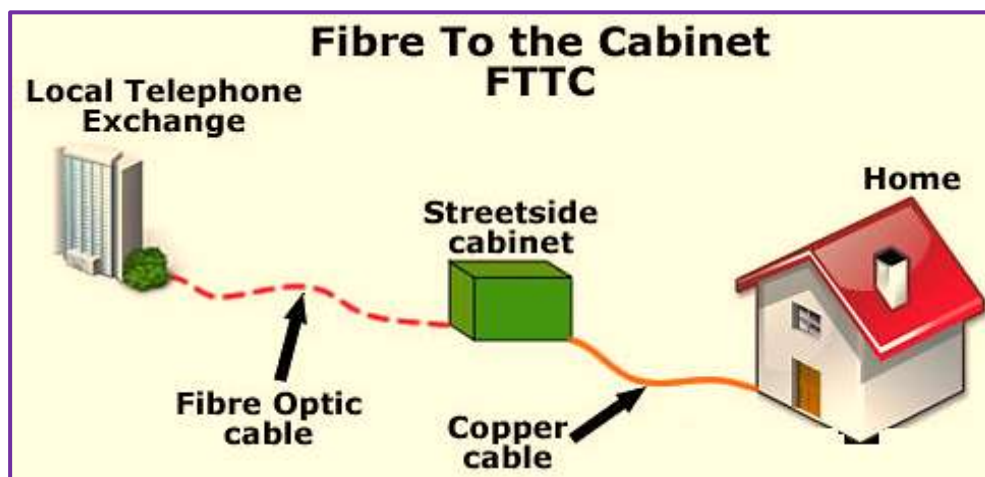 Fibre To the Cabinet
FTTC
Local Telephone
Exchange
Home
Streetside
cabinet
Fibre Optic
cable
Copper
cable